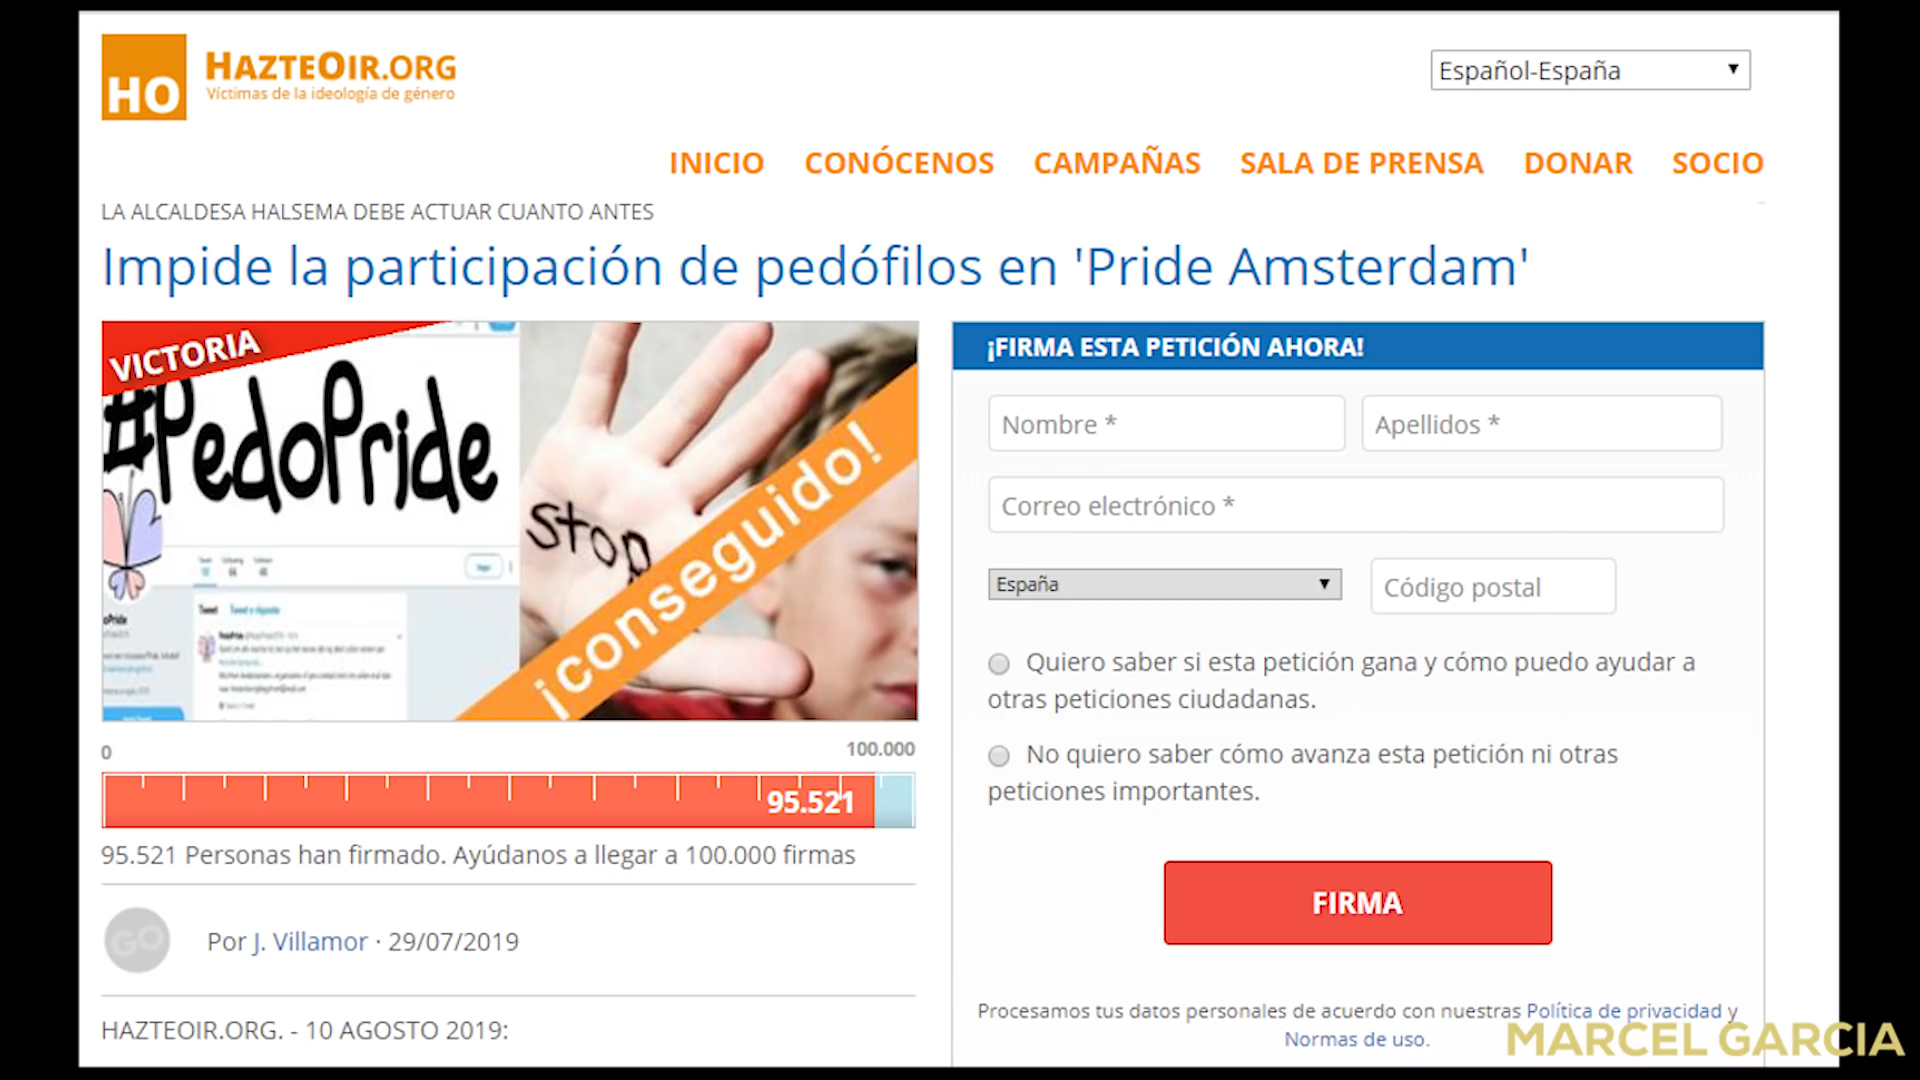 HO
HAZTEOIR.ORG
Víctimas de la ideología de género
Español-España
INICIO CONÓCENOS CAMPAÑAS SALA DE PRENSA DONAR SOCIO
LA ALCALDESA HALSEMA DEBE ACTUAR CUANTO ANTES
Impide la participación de pedófilos en 'Pride Amsterdam'
VICTORIA
#PedoPride
stop
¡conseguido!
0
100.000
95.521
95.521 Personas han firmado. Ayúdanos a llegar a 100.000 firmas
GO
Por J. Villamor · 29/07/2019
HAZTEOIR.ORG. - 10 AGOSTO 2019:
¡FIRMA ESTA PETICIÓN AHORA!
Nombre *
Apellidos *
Correo electrónico *
España
Código postal
Quiero saber si esta petición gana y cómo puedo ayudar a
otras peticiones ciudadanas.
No quiero saber cómo avanza esta petición ni otras
peticiones importantes.
FIRMA
Procesamos tus datos personales de acuerdo con nuestras Política de privacidad y
Normas de uso.
MARCEL GARCIA